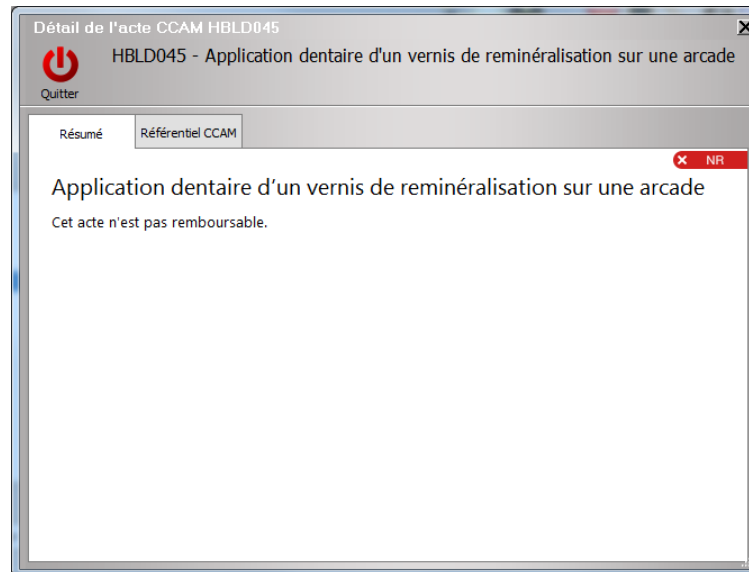 Détail de l'acte CCAM HBLD045
HBLD045 - Application dentaire d'un vernis de reminéralisation sur une arcade
Quitter
Résumé
Référentiel CCAM
NR
Application dentaire d'un vernis de reminéralisation sur une arcade
Cet acte n'est pas remboursable.